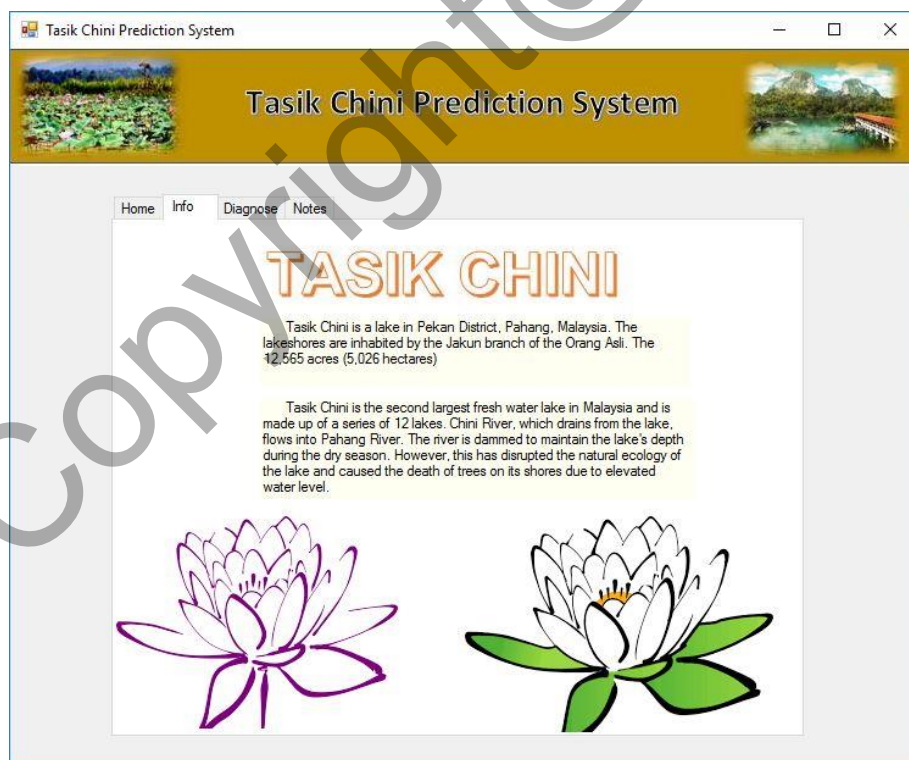 Tasik Chini Prediction System
Tasik Chini Prediction System
Home Info Diagnose Notes
TASIK CHINI
Tasik Chini is a lake in Pekan District, Pahang, Malaysia. The
lakeshores are inhabited by the Jakun branch of the Orang Asli. The
12,565 acres (5,026 hectares)
Tasik Chini is the second largest fresh water lake in Malaysia and is
made up of a series of 12 lakes. Chini River, which drains from the lake,
flows into Pahang River. The river is dammed to maintain the lake's depth
during the dry season. However, this has disrupted the natural ecology of
the lake and caused the death of trees on its shores due to elevated
water level.
Copyright@